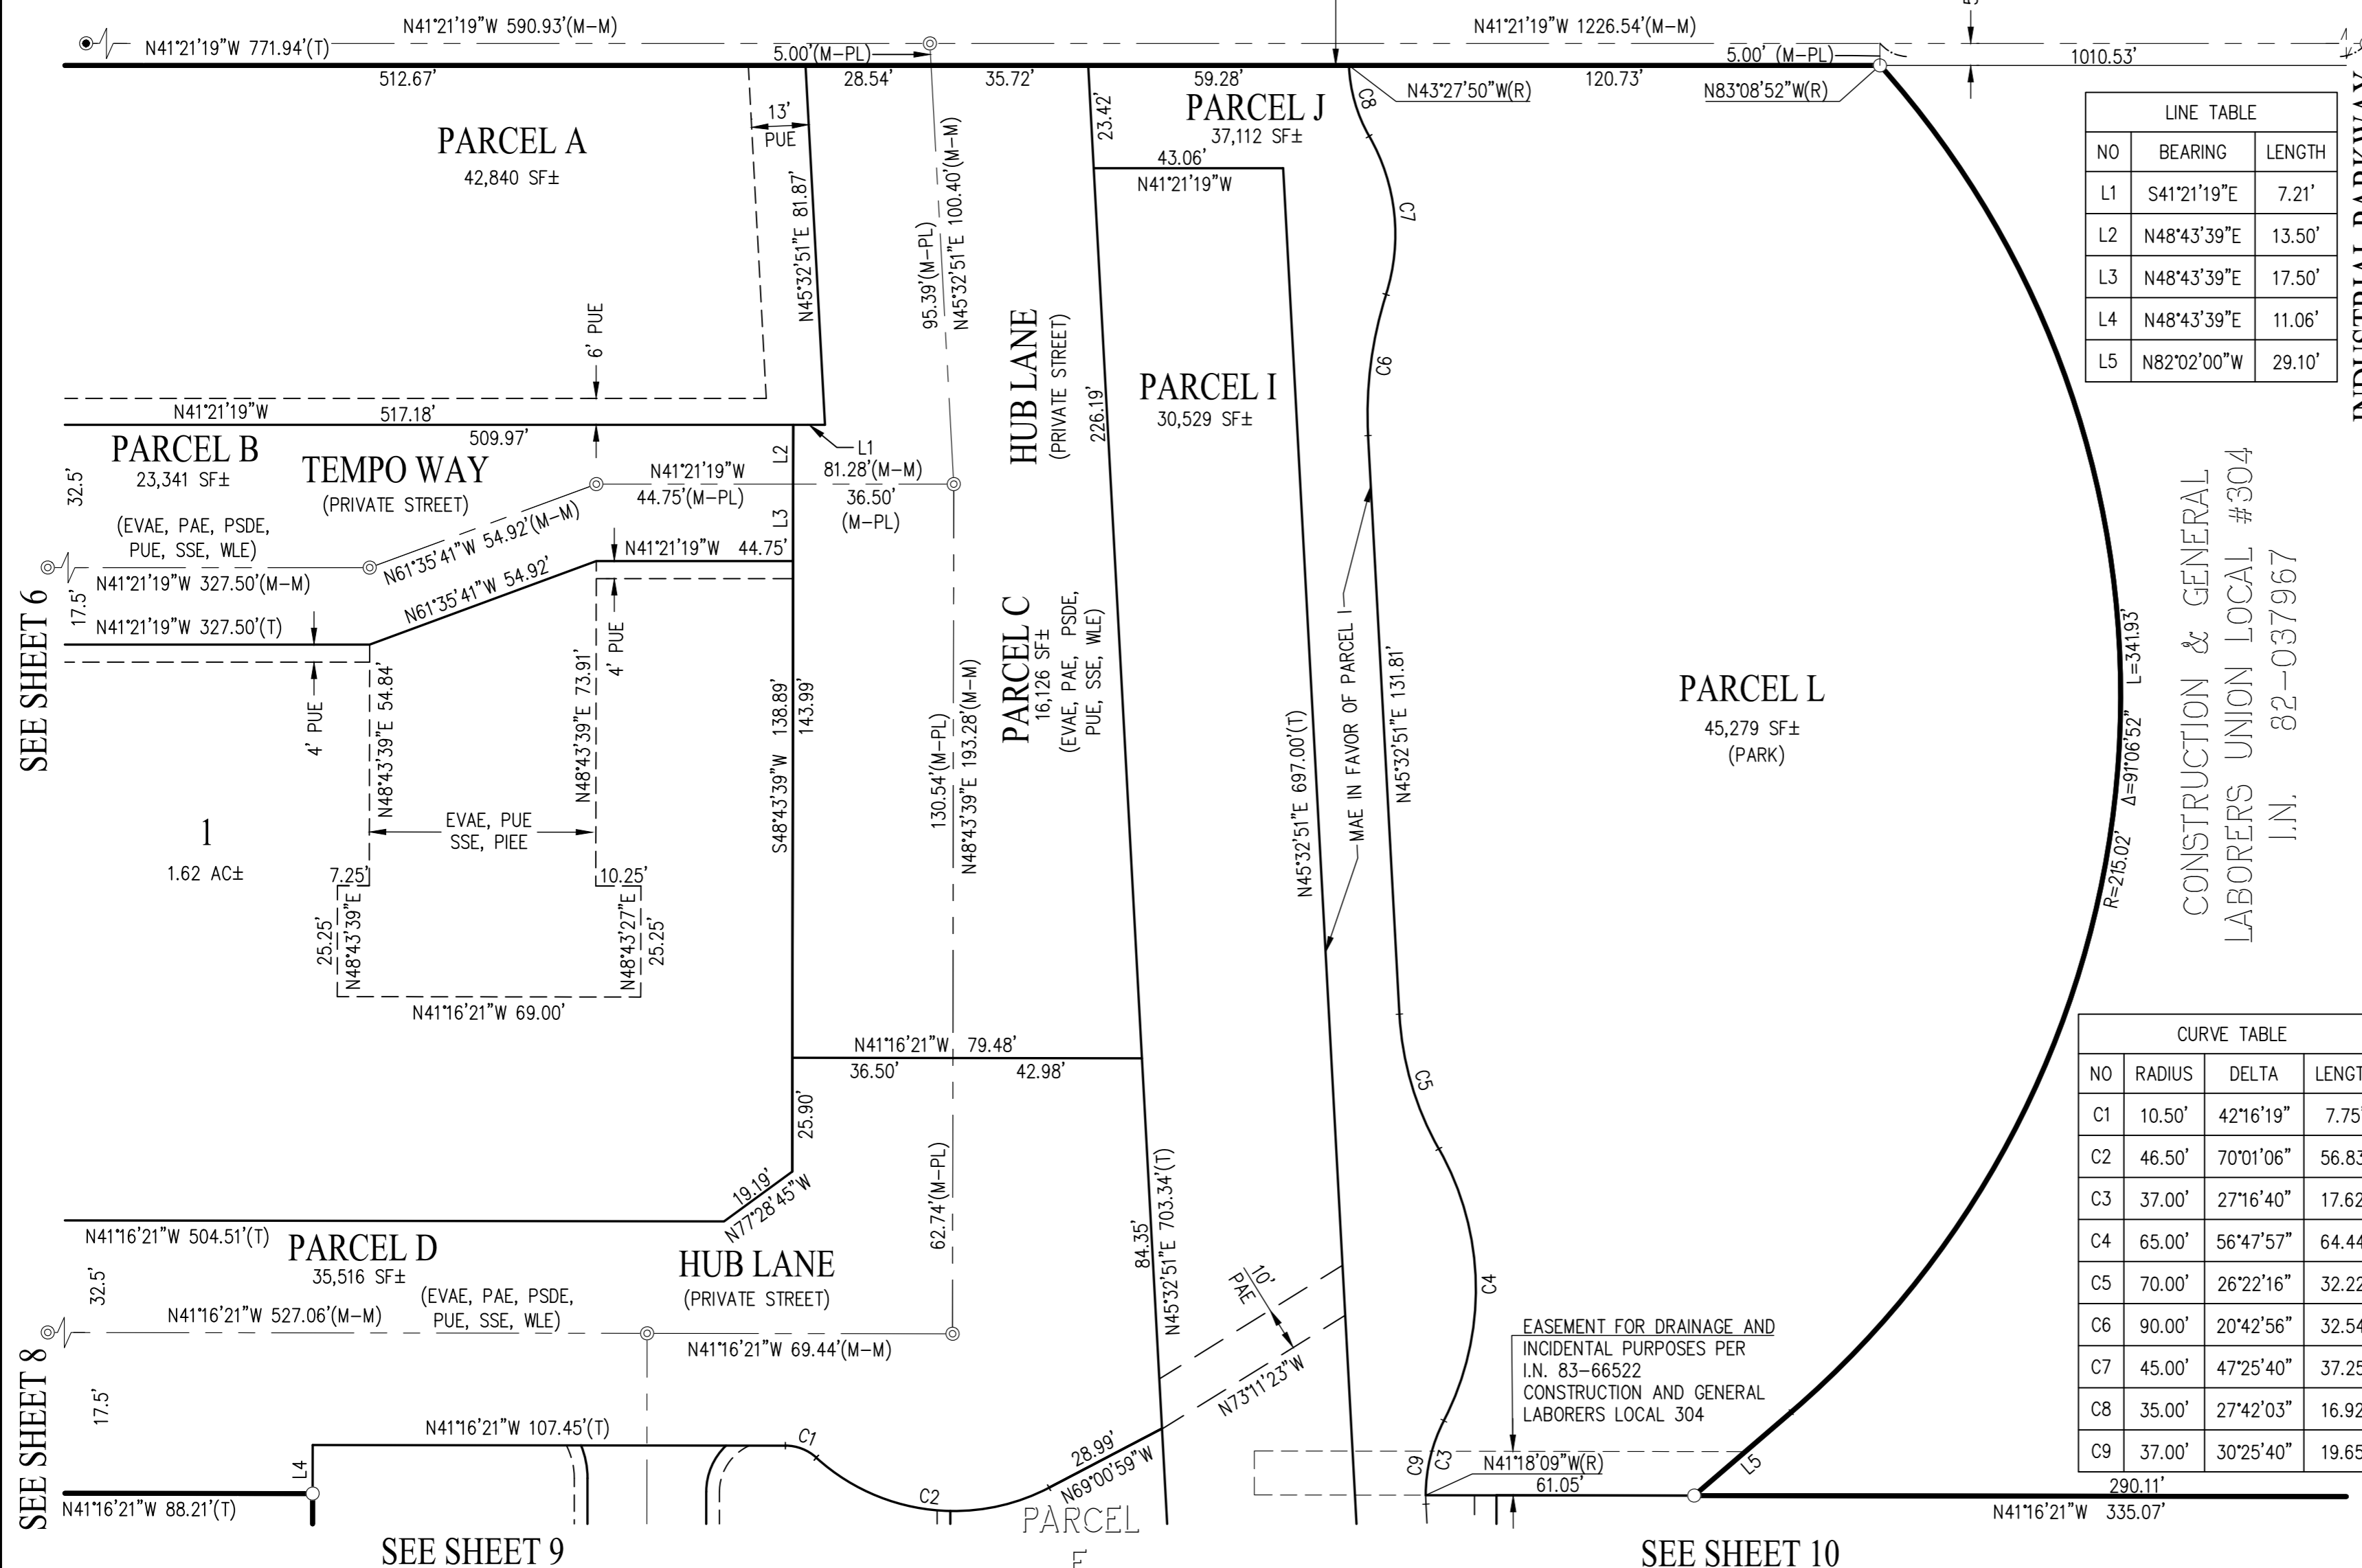 N41°21'19"W 590.93'(M-M)
N41°21'19"W 771.94'(T)
5.00'(M-PL)
N41°21'19"W 1226.54'(M-M)
5.00' (M-PL)
1010.53'
512.67'
28.54'
35.72'
59.28'
120.73'
N43°27'50"W(R)
N83°08'52"W(R)
PARCEL A
42,840 SF±
13'
PUE
N45°32'51"E 81.87'
95.39'(M-PL)
N45°32'51"E 100.40'(M-M)
23.42'
PARCEL J
37,112 SF±
43.06'
N41°21'19"W
C8
C7
C6
LINE TABLE
NO BEARING LENGTH
L1 S41°21'19"E 7.21'
L2 N48°43'39"E 13.50'
L3 N48°43'39"E 17.50'
L4 N48°43'39"E 11.06'
L5 N82°02'00"W 29.10'
INDUSTRIAL PARKWAY
6' PUE
N41°21'19"W
517.18'
509.97'
L1
PARCEL B
23,341 SF±
32.5'
TEMPO WAY
(PRIVATE STREET)
(EVAE, PAE, PSDE,
PUE, SSE, WLE)
L2
N41°21'19"W
81.28'(M-M)
44.75'(M-PL)
36.50'
(M-PL)
L3
HUB LANE
(PRIVATE STREET)
226.19'
PARCEL I
30,529 SF±
N61°35'41"W 54.92'(M-M)
N61°35'41"W 54.92'
N41°21'19"W 44.75'
N41°21'19"W 327.50'(M-M)
17.5'
N41°21'19"W 327.50'(T)
SEE SHEET 6
4' PUE
4' PUE
N48°43'39"E 54.84'
N48°43'39"E 73.91'
S48°43'39"W 138.89'
143.99'
130.54'(M-PL)
N48°43'39"E 193.28'(M-M)
PARCEL C
16,126 SF±
(EVAE, PAE, PSDE,
PUE, SSE, WLE)
N45°32'51"E 697.00'(T)
MAE IN FAVOR OF PARCEL I
N45°32'51"E 131.81'
PARCEL L
45,279 SF±
(PARK)
R=215.02' Δ=91°06'52" L=341.93'
CONSTRUCTION & GENERAL
LABORERS UNION LOCAL #304
I.N. 82-037967
1
1.62 AC±
EVAE, PUE
SSE, PIEE
7.25'
10.25'
25.25'
N48°43'39"E
N48°43'27"E
25.25'
N41°16'21"W 69.00'
N41°16'21"W 79.48'
36.50'
42.98'
25.90'
19.19'
N77°28'45"W
62.74'(M-PL)
84.35'
N45°32'51"E 703.34'(T)
C5
C4
CURVE TABLE
NO RADIUS DELTA LENGT
C1 10.50' 42°16'19" 7.75'
C2 46.50' 70°01'06" 56.83
C3 37.00' 27°16'40" 17.62
C4 65.00' 56°47'57" 64.44
C5 70.00' 26°22'16" 32.22
C6 90.00' 20°42'56" 32.54
C7 45.00' 47°25'40" 37.25
C8 35.00' 27°42'03" 16.92
C9 37.00' 30°25'40" 19.65
N41°16'21"W 504.51'(T)
PARCEL D
35,516 SF±
32.5'
(EVAE, PAE, PSDE,
PUE, SSE, WLE)
HUB LANE
(PRIVATE STREET)
N41°16'21"W 527.06'(M-M)
N41°16'21"W 69.44'(M-M)
SEE SHEET 8
17.5'
10'
PAE
N73°11'23"W
EASEMENT FOR DRAINAGE AND
INCIDENTAL PURPOSES PER
I.N. 83-66522
CONSTRUCTION AND GENERAL
LABORERS LOCAL 304
N41°16'21"W 107.45'(T)
C1
C2
28.99'
N69°00'59"W
L4
C9
C3
N41°18'09"W(R)
61.05'
L5
290.11'
N41°16'21"W 335.07'
N41°16'21"W 88.21'(T)
PARCEL
SEE SHEET 9
SEE SHEET 10